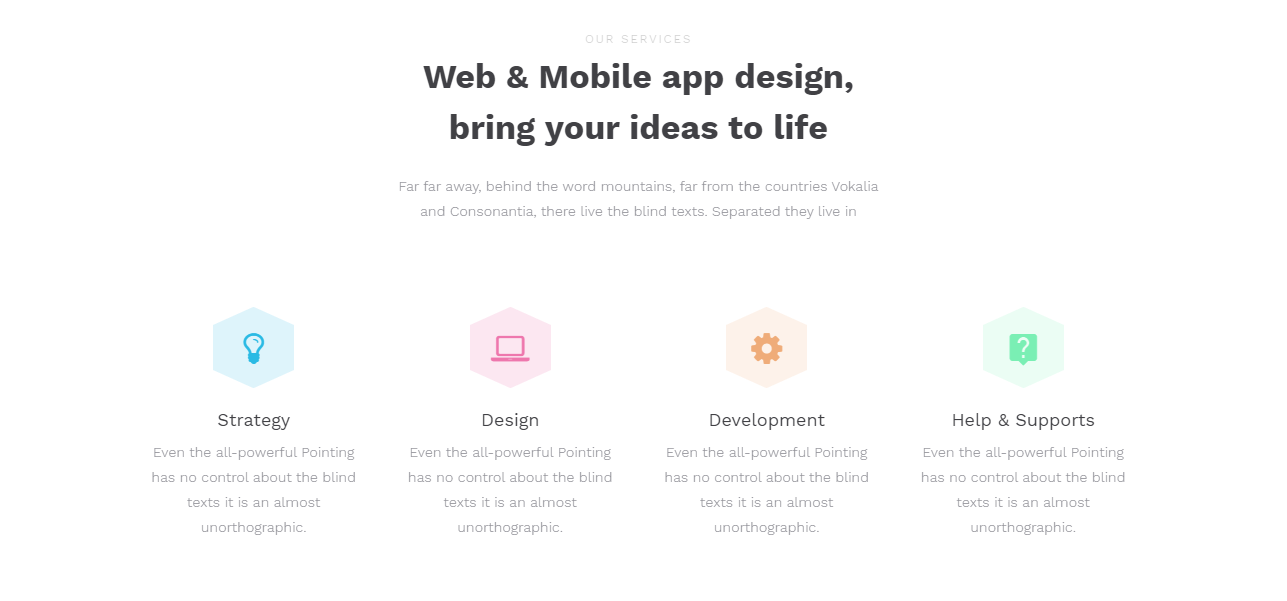 OUR SERVICES
Web & Mobile app design,
bring your ideas to life
Far far away, behind the word mountains, far from the countries Vokalia
and Consonantia, there live the blind texts. Separated they live in
Strategy
Even the all-powerful Pointing
has no control about the blind
texts it is an almost
unorthographic.
Design
Even the all-powerful Pointing
has no control about the blind
texts it is an almost
unorthographic.
Development
Even the all-powerful Pointing
has no control about the blind
texts it is an almost
unorthographic.
Help & Supports
Even the all-powerful Pointing
has no control about the blind
texts it is an almost
unorthographic.